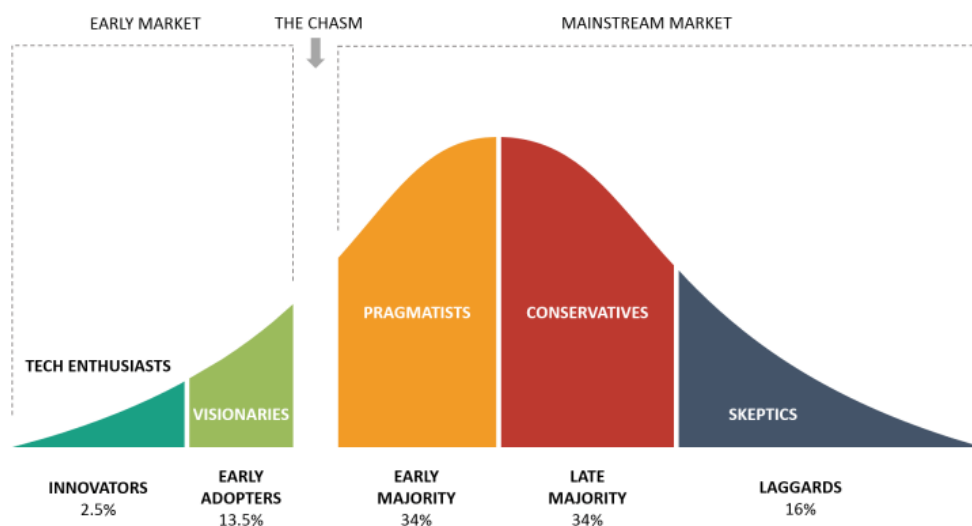 EARLY MARKET
THE CHASM
MAINSTREAM MARKET
PRAGMATISTS
CONSERVATIVES
TECH ENTHUSIASTS
VISIONARIES
SKEPTICS
INNOVATORS
2.5%
EARLY
ADOPTERS
13.5%
EARLY
MAJORITY
34%
LATE
MAJORITY
34%
LAGGARDS
16%